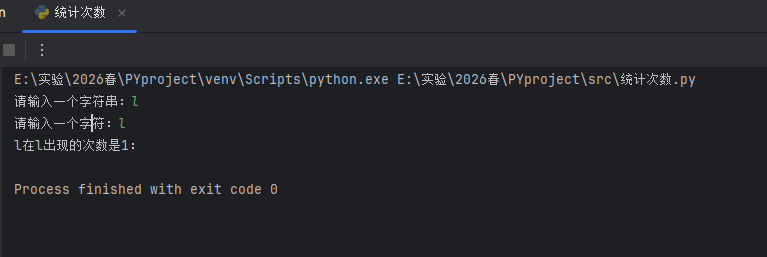 n
统计次数
E:\实验\2026春\PYproject\venv\Scripts\python.exe E:\实验\2026春\PYproject\src\统计次数.py
请输入一个字符串：l
请输入一个字符：l
l在l出现的次数是1：
Process finished with exit code 0